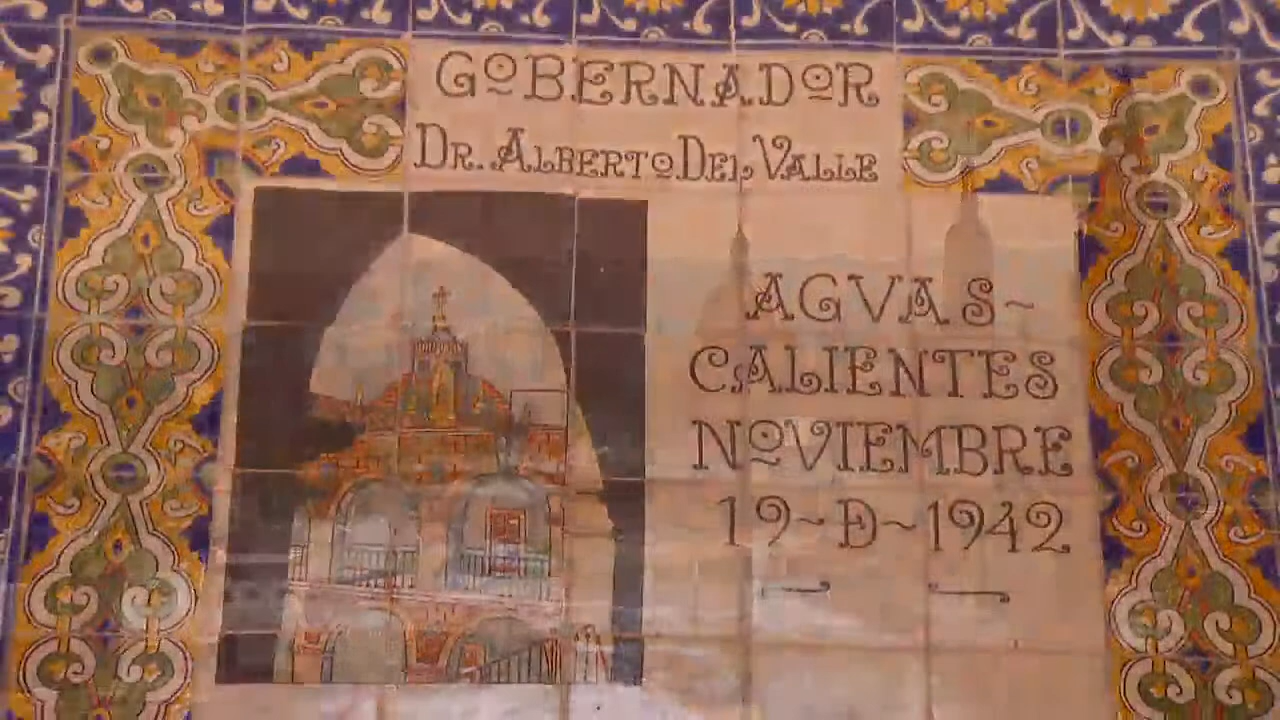 GOBERNADOR
DR. ALBERTO DEL VALLE
AGVAS~
CALIENTES
NOVIEMBRE
19~D~1942